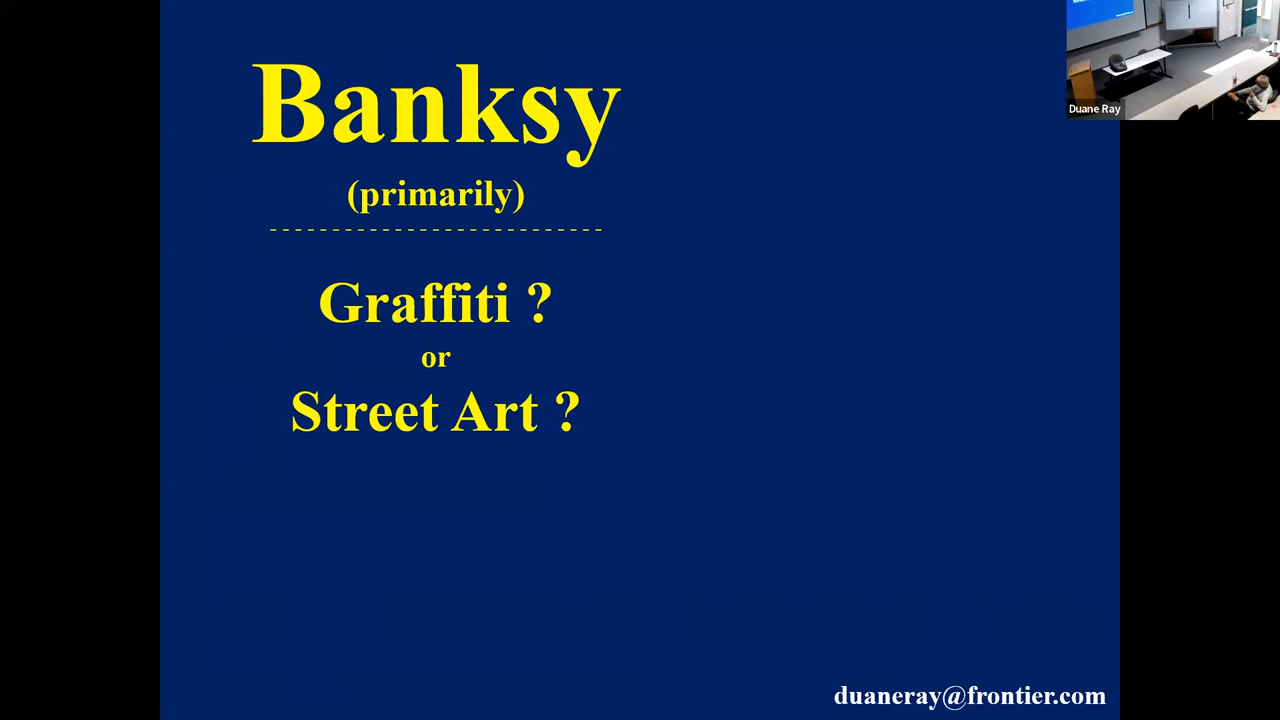 Banksy
(primarily)
---------------------------
Graffiti ?
or
Street Art ?
duaneray@frontier.com
Duane Ray